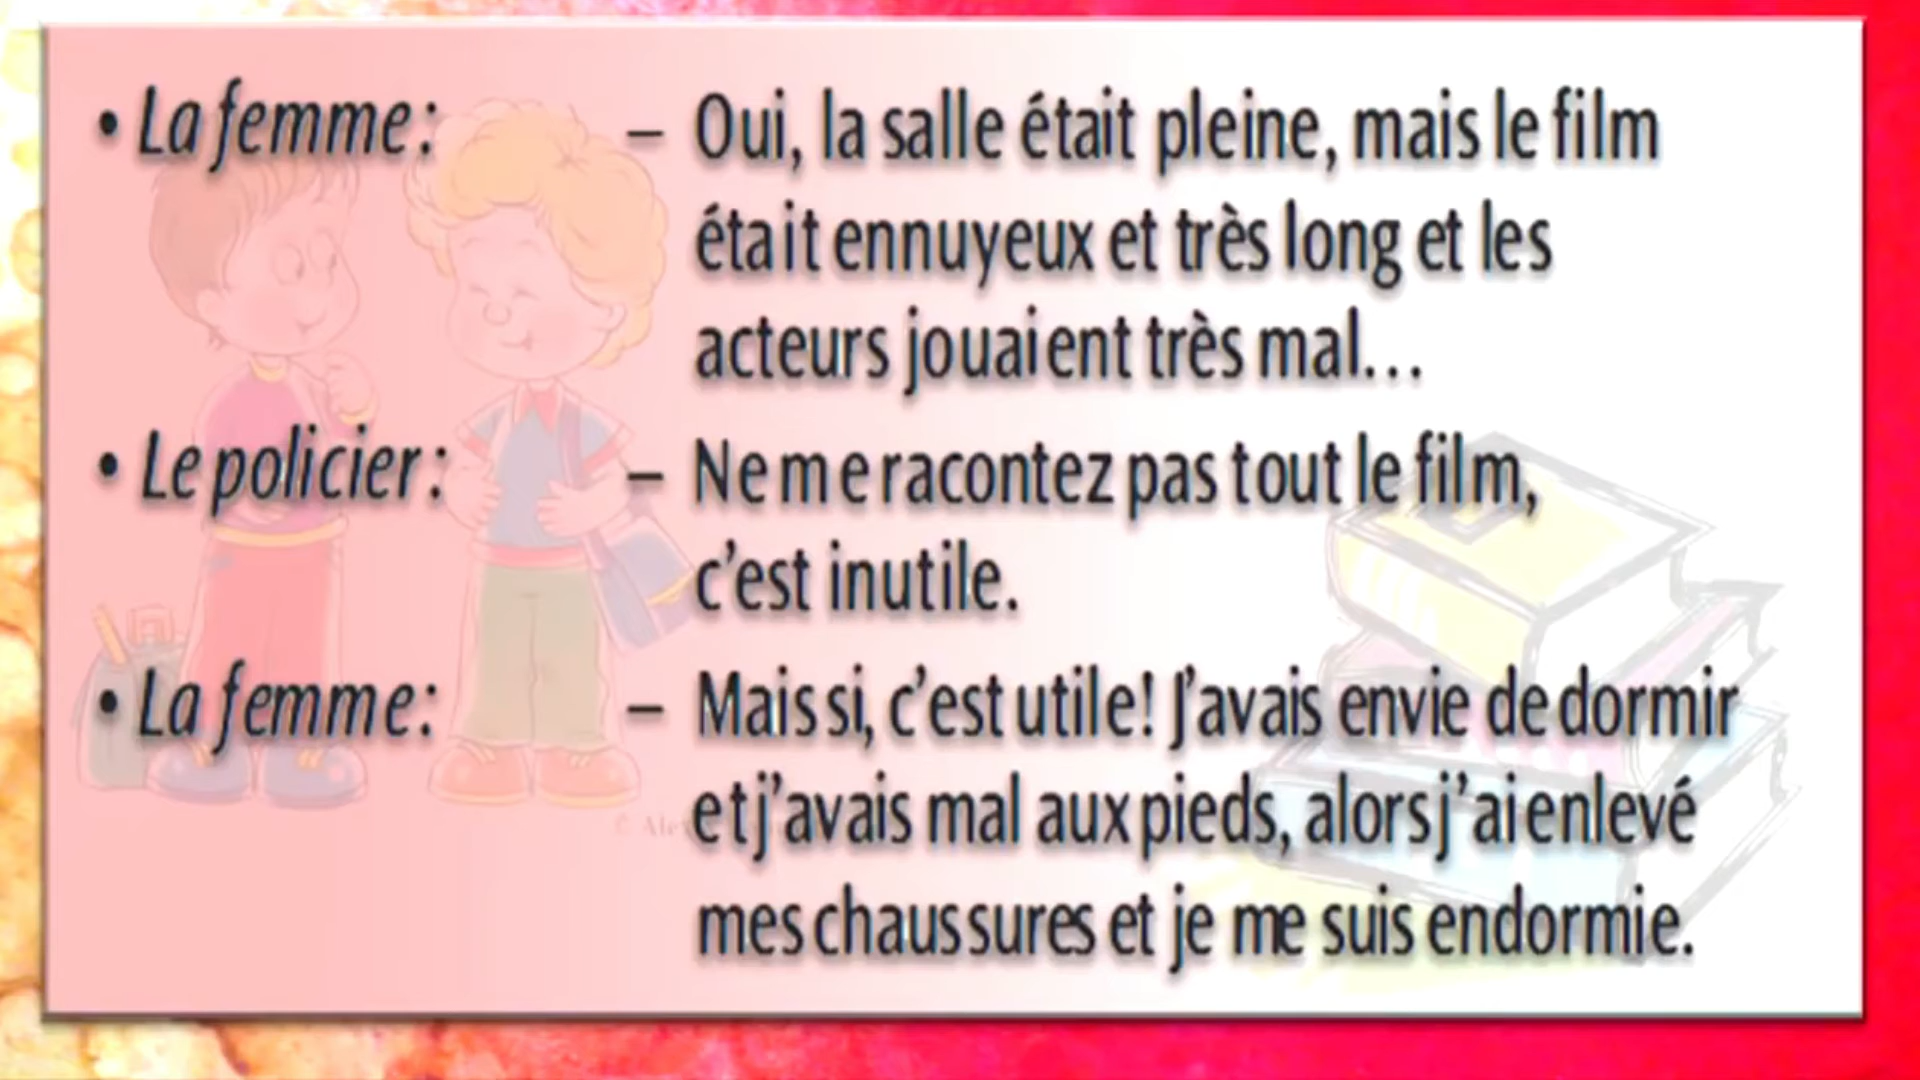 • La femme : – Oui, la salle était pleine, mais le film
était ennuyeux et très long et les
acteurs jouaient très mal…
• Le policier : – Ne me racontez pas tout le film,
c’est inutile.
• La femme : – Mais si, c’est utile! J’avais envie de dormir
et j’avais mal aux pieds, alors j’ai enlevé
mes chaussures et je me suis endormie.